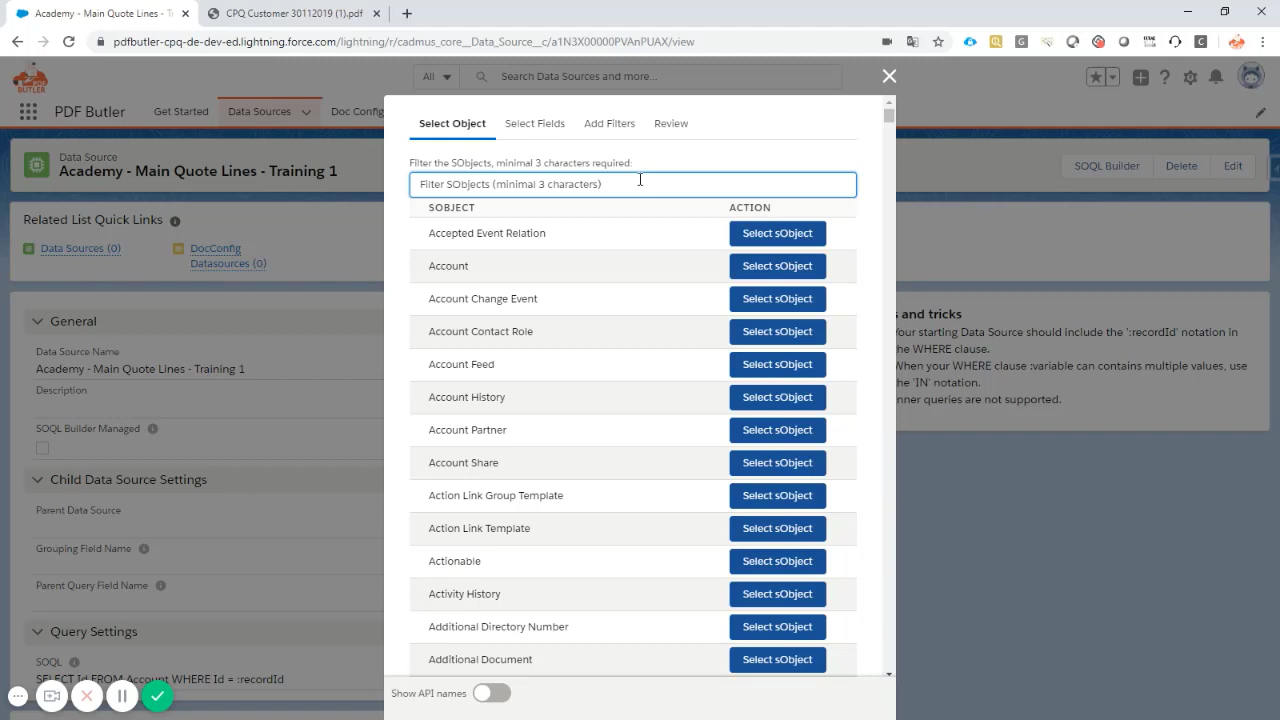 Academy - Main Quote Lines - Tr
CPQ Customer 30112019 (1).pdf
pdfbutler-cpq-de-dev-ed.lightning.force.com/lightning/r/cadmus_core__Data_Source__c/a1N3X00000PVAnPUAX/view
BUTLER
All
Search Data Sources and more...
PDF Butler
Get Started
Data Sources
Doc Config
Select Object
Select Fields
Add Filters
Review
Data Source
Academy - Main Quote Lines - Training 1
SOQL Builder
Delete
Edit
Filter the SObjects, minimal 3 characters required:
Filter SObjects (minimal 3 characters)
SOBJECT
ACTION
Related List Quick Links
Data Sources (0)
DocConfig
Datasources (0)
Accepted Event Relation
Select sObject
Account
Select sObject
Account Change Event
Select sObject
Account Contact Role
Select sObject
Account Feed
Select sObject
Account History
Select sObject
Account Partner
Select sObject
Account Share
Select sObject
Action Link Group Template
Select sObject
Action Link Template
Select sObject
Actionable
Select sObject
Activity History
Select sObject
Additional Directory Number
Select sObject
Additional Document
Select sObject
Show API names
General
Data Source Name
Academy - Main Quote Lines - Training 1
Description
SOQL Builder Managed
Child Data Source Settings
Parent Data Source
Grouping Field Name
Parent Query Field Name
Query Settings
SOQL
SELECT Id FROM Account WHERE Id = :recordId
s and tricks
Your starting Data Source should include the ':recordId' notation in
the WHERE clause.
When your WHERE clause :variable can contains multiple values, use
the 'IN' notation.
nner queries are not supported.